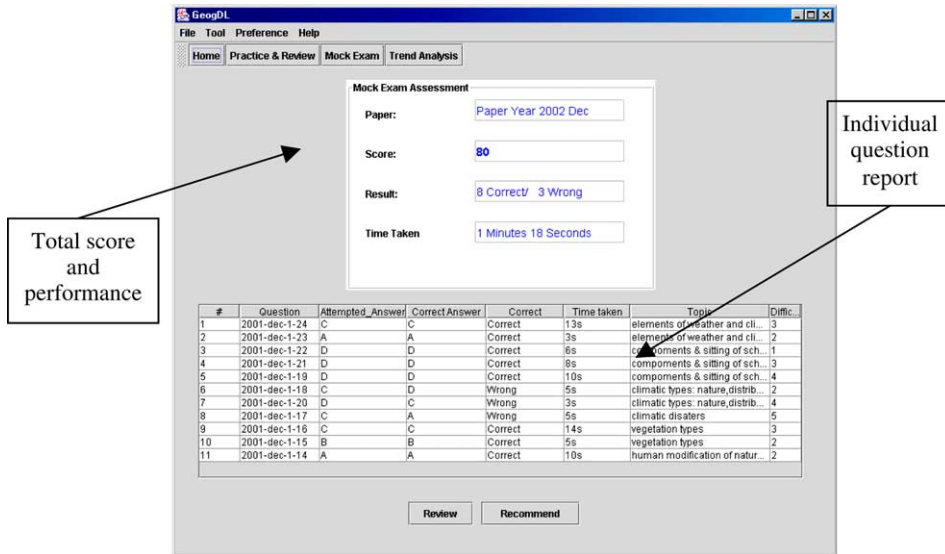 GeogDL
File Tool Preference Help
Home Practice & Review Mock Exam Trend Analysis
Mock Exam Assessment
Paper: Paper Year 2002 Dec
Score: 80
Result: 8 Correct/ 3 Wrong
Time Taken 1 Minutes 18 Seconds
Total score
and
performance
Individual
question
report
# Question Attempted_Answer Correct Answer Correct Time taken Topic Diffic...
1 2001-dec-1-24 C C Correct 13s elements of weather and cli... 3
2 2001-dec-1-23 A A Correct 3s elements of weather and cli... 2
3 2001-dec-1-22 D D Correct 6s compoments & sitting of sch... 1
4 2001-dec-1-21 D D Correct 8s compoments & sitting of sch... 3
5 2001-dec-1-19 D D Correct 10s compoments & sitting of sch... 4
6 2001-dec-1-18 C D Wrong 5s climatic types: nature,distrib... 2
7 2001-dec-1-20 D C Wrong 3s climatic types: nature,distrib... 4
8 2001-dec-1-17 C A Wrong 5s climatic disaters 5
9 2001-dec-1-16 C C Correct 14s vegetation types 3
10 2001-dec-1-15 B B Correct 5s vegetation types 2
11 2001-dec-1-14 A A Correct 10s human modification of natur... 2
Review Recommend